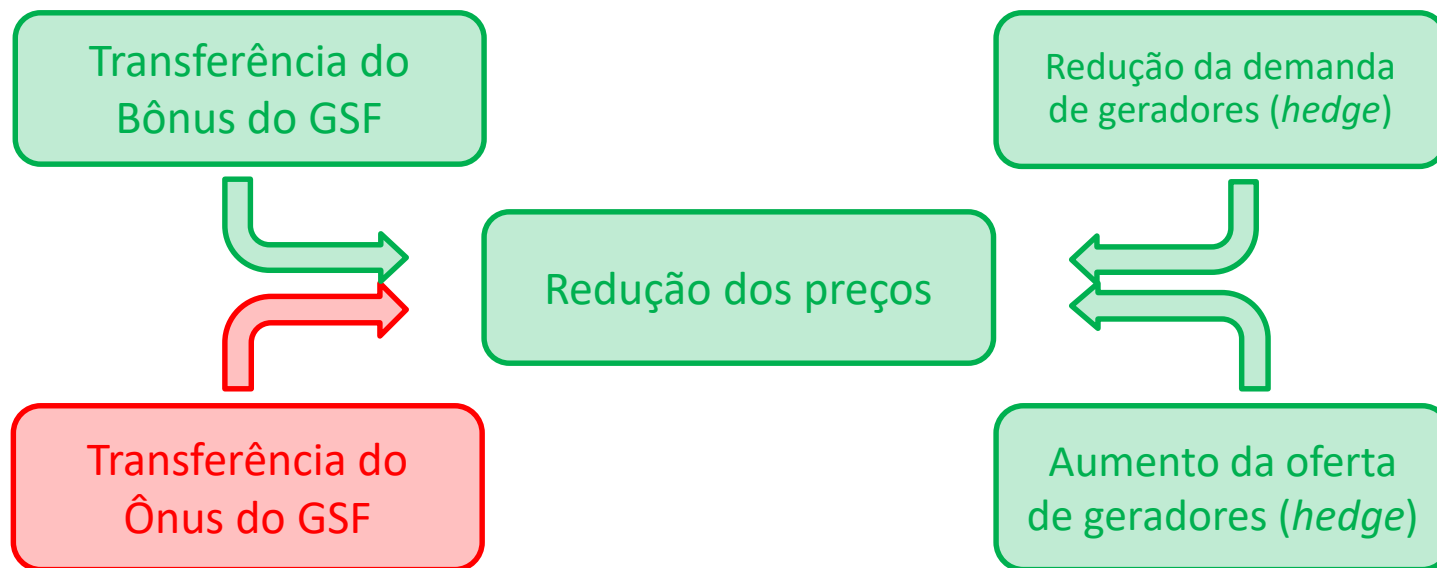 Transferência do
Bônus do GSF
Redução da demanda
de geradores (hedge)
Redução dos preços
Transferência do
Ônus do GSF
Aumento da oferta
de geradores (hedge)